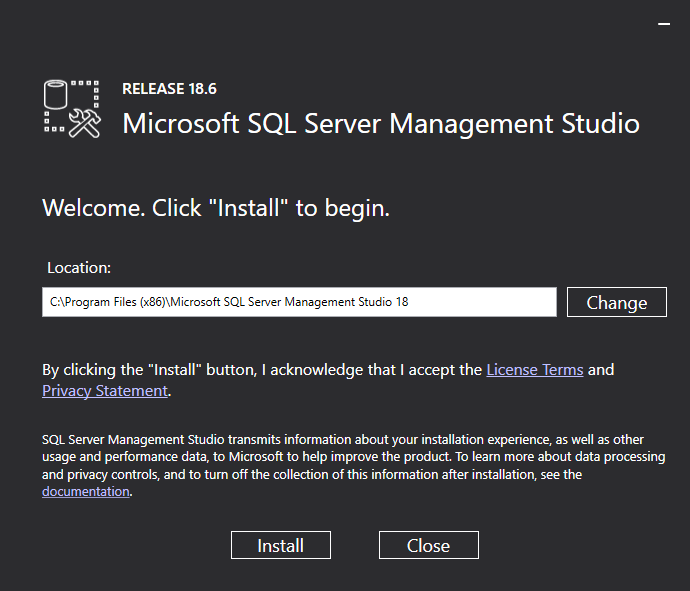 RELEASE 18.6
Microsoft SQL Server Management Studio
Welcome. Click "Install" to begin.
Location:
C:\Program Files (x86)\Microsoft SQL Server Management Studio 18
Change
By clicking the "Install" button, I acknowledge that I accept the License Terms and
Privacy Statement.
SQL Server Management Studio transmits information about your installation experience, as well as other
usage and performance data, to Microsoft to help improve the product. To learn more about data processing
and privacy controls, and to turn off the collection of this information after installation, see the
documentation.
Install
Close